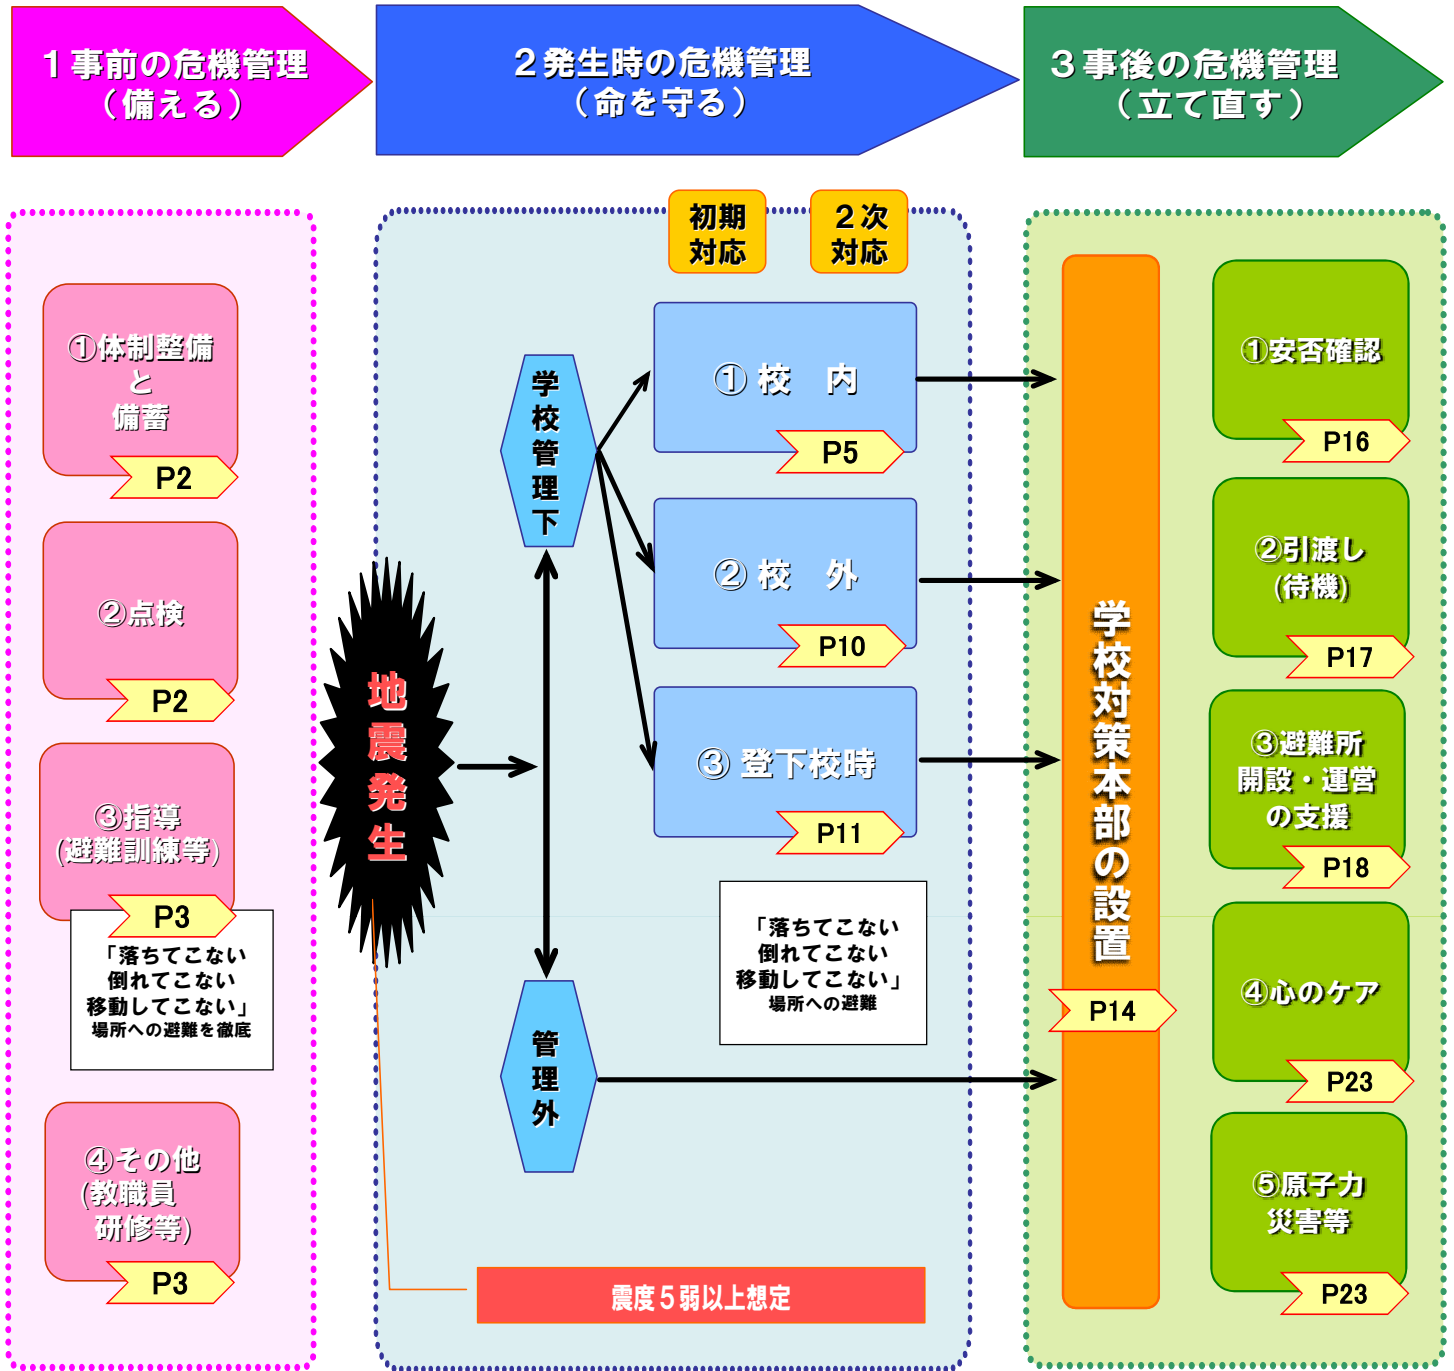 １事前の危機管理
（備える）
２発生時の危機管理
（命を守る）
３事後の危機管理
（立て直す）
①体制整備
と
備蓄
P2
②点検
P2
③指導
(避難訓練等)
P3
「落ちてこない
倒れてこない
移動してこない」
場所への避難を徹底
④その他
(教職員
研修等)
P3
地震発生
初期
対応
２次
対応
学校管理下
①校　内
P5
②校　外
P10
③登下校時
P11
「落ちてこない
倒れてこない
移動してこない」
場所への避難
管理外
震度５弱以上想定
学校対策本部の設置
P14
①安否確認
P16
②引渡し
(待機)
P17
③避難所
開設・運営
の支援
P18
④心のケア
P23
⑤原子力
災害等
P23